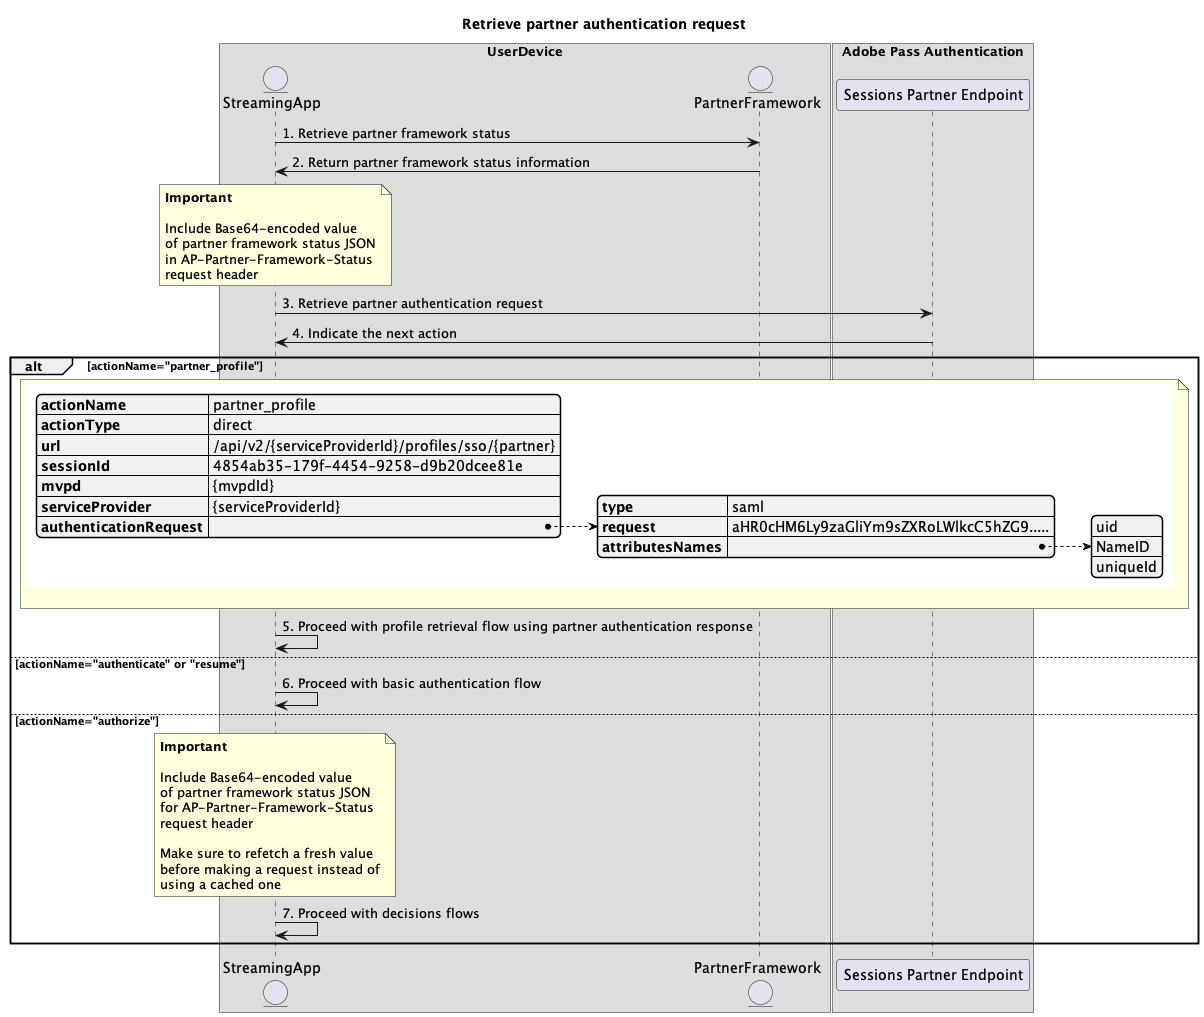 Retrieve partner authentication request
UserDevice
Adobe Pass Authentication
StreamingApp
PartnerFramework
Sessions Partner Endpoint
1. Retrieve partner framework status
2. Return partner framework status information
Important
Include Base64-encoded value
of partner framework status JSON
in AP-Partner-Framework-Status
request header
3. Retrieve partner authentication request
4. Indicate the next action
alt [actionName="partner_profile"]
actionName partner_profile
actionType direct
url /api/v2/{serviceProviderId}/profiles/sso/{partner}
sessionId 4854ab35-179f-4454-9258-d9b20dcee81e
mvpd {mvpdId}
serviceProvider {serviceProviderId}
authenticationRequest
type saml
request aHR0cHM6Ly9zaGliYm9sZXRoLWlkcC5hZG9.....
attributesNames
uid
NameID
uniqueId
5. Proceed with profile retrieval flow using partner authentication response
[actionName="authenticate" or "resume"]
6. Proceed with basic authentication flow
[actionName="authorize"]
Important
Include Base64-encoded value
of partner framework status JSON
for AP-Partner-Framework-Status
request header
Make sure to refetch a fresh value
before making a request instead of
using a cached one
7. Proceed with decisions flows
StreamingApp
PartnerFramework
Sessions Partner Endpoint